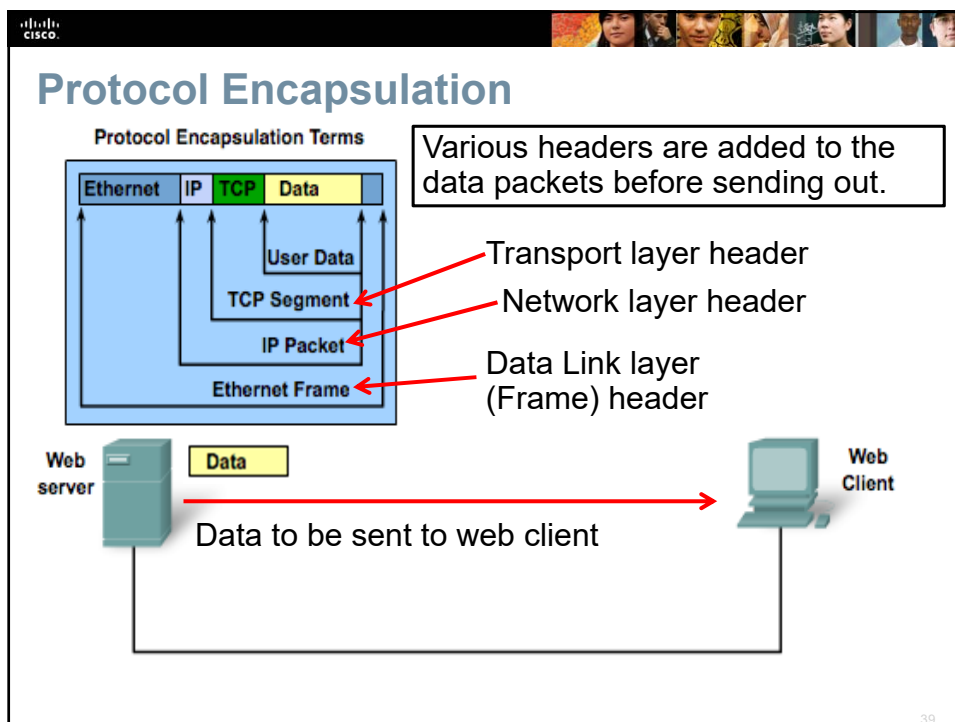 CISCO.
Protocol Encapsulation
Protocol Encapsulation Terms
Ethernet IP TCP Data
User Data
TCP Segment
IP Packet
Ethernet Frame
Various headers are added to the
data packets before sending out.
Transport layer header
Network layer header
Data Link layer
(Frame) header
Web
server
Data
Web
Client
Data to be sent to web client
39